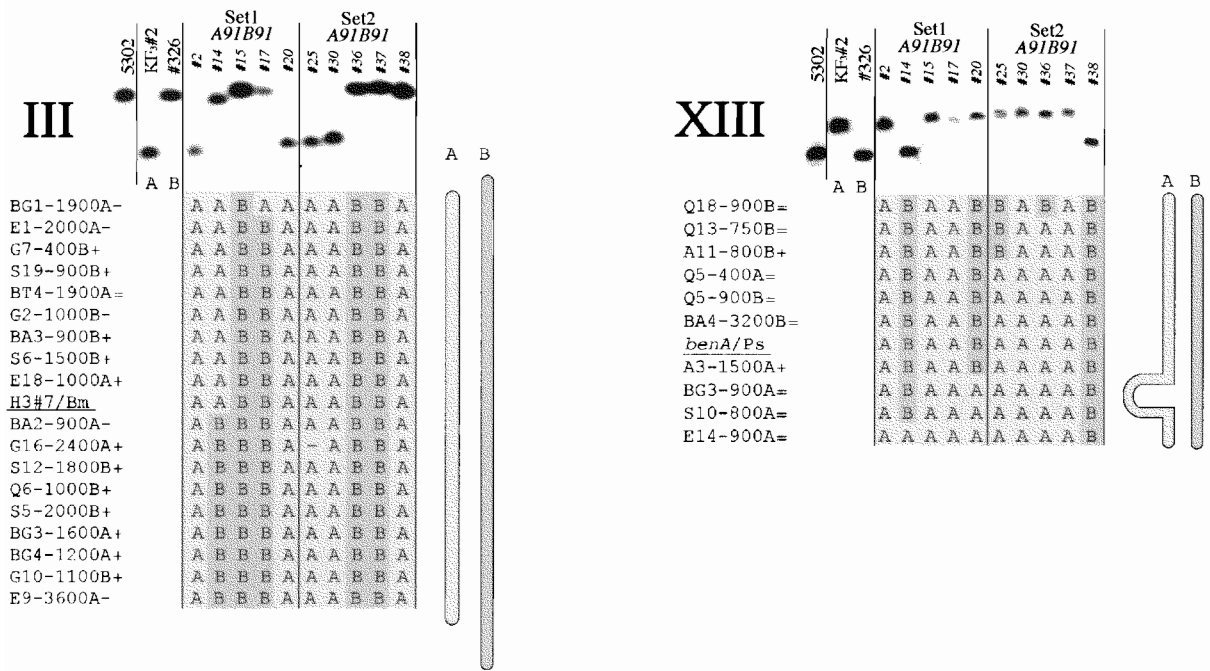 Set1 Set2
A91B91 A91B91
5302 KF3#2 #326 #2 #14 #15 #17 #20 #25 #30 #36 #37 #38
III
A B
A B
BG1-1900A- A A B A A A A B B A
E1-2000A- A A B B A A A B B A
G7-400B+ A A B B A A A B B A
S19-900B+ A A B B A A A B B A
BT4-1900A= A A B B A A A B B A
G2-1000B- A A B B A A A B B A
BA3-900B+ A A B B A A A B B A
S6-1500B+ A A B B A A A B B A
E18-1000A+ A A B B A A A B B A
H3#7/Bm A A B B A A A B B A
BA2-900A- A B B B A A A B B A
G16-2400A+ A B B B A - A B B A
S12-1800B+ A B B B A A A B B A
Q6-1000B+ A B B B A A A B B A
S5-2000B+ A B B B A A A B B A
BG3-1600A+ A B B B A A A B B A
BG4-1200A+ A B B B A A A B B A
G10-1100B+ A B B B A A A B B A
E9-3600A- A B B B A A A B B A
Set1 Set2
A91B91 A91B91
5302 KF3#2 #326 #2 #14 #15 #17 #20 #25 #30 #36 #37 #38
XIII
A B
A B
Q18-900B= A B A A B B A B A B
Q13-750B= A B A A B B A A A B
A11-800B+ A B A A B B A A A B
Q5-400A= A B A A B A A A A B
Q5-900B= A B A A B A A A A B
BA4-3200B= A B A A B A A A A B
benA/Ps A B A A B A A A A B
A3-1500A+ A B A A B A A A A B
BG3-900A= A B A A A A A A A B
S10-800A= A B A A A A A A A B
E14-900A= A A A A A A A A A B